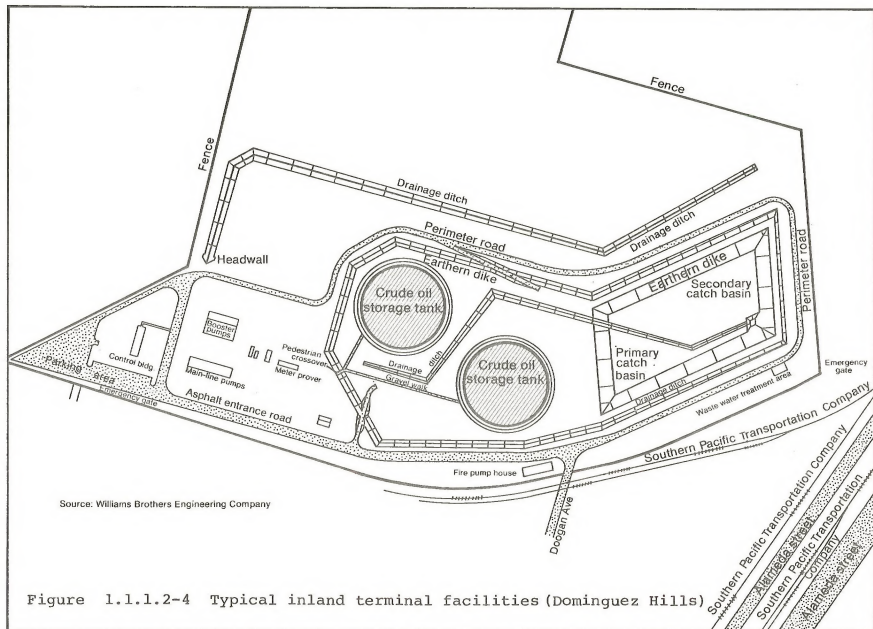 Fence
Fence
Drainage ditch
Drainage ditch
Perimeter road
Perimeter road
Headwall
Earthern dike
Earthern dike
Secondary
catch basin
Crude oil
storage tank
Booster
pumps
Pedestrian
crossover
Control bldg
Meter prover
Main-line pumps
Drainage
ditch
Gravel walk
Crude oil
storage tank
Primary
catch
basin
Drainage ditch
Waste water treatment area
Emergency
gate
Parking area
Emergency gate
Asphalt entrance road
Southern Pacific Transportation Company
Fire pump house
Doogan Ave
Source: Williams Brothers Engineering Company
Southern Pacific Transportation Company
Alameda street
Southern Pacific Transportation
Company
Alameda street
Figure 1.1.1.2-4 Typical inland terminal facilities (Dominguez Hills)